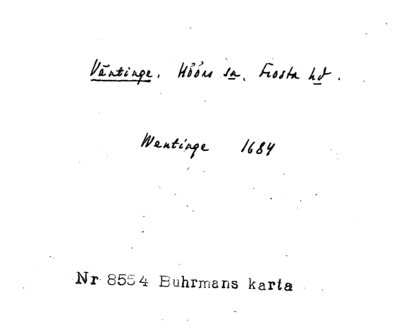 Väntinge. Höörs sn. Frosta hd.
Wentinge 1684
Nr 8554 Buhrmans karta